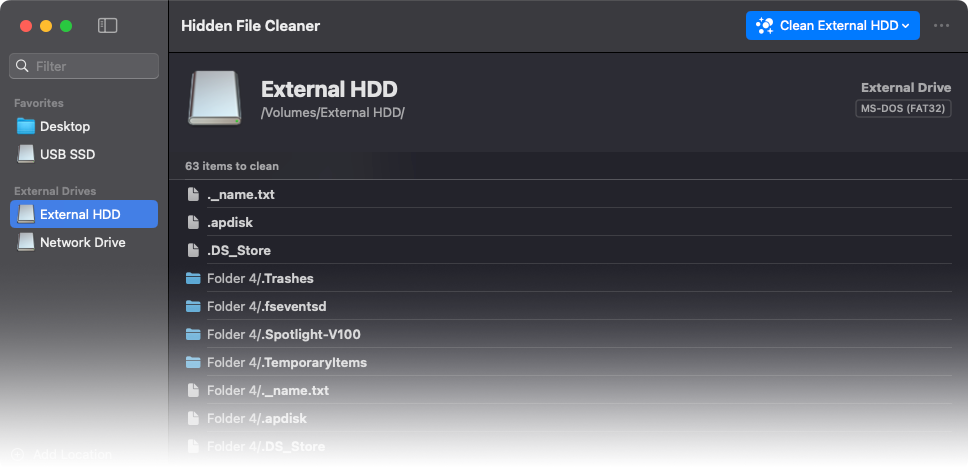 Hidden File Cleaner
Clean External HDD
Filter
Favorites
Desktop
USB SSD
External Drives
External HDD
Network Drive
Add Location
External HDD
/Volumes/External HDD/
External Drive
MS-DOS (FAT32)
63 items to clean
._name.txt
.apdisk
.DS_Store
Folder 4/.Trashes
Folder 4/.fseventsd
Folder 4/.Spotlight-V100
Folder 4/.TemporaryItems
Folder 4/._name.txt
Folder 4/.apdisk
Folder 4/.DS_Store